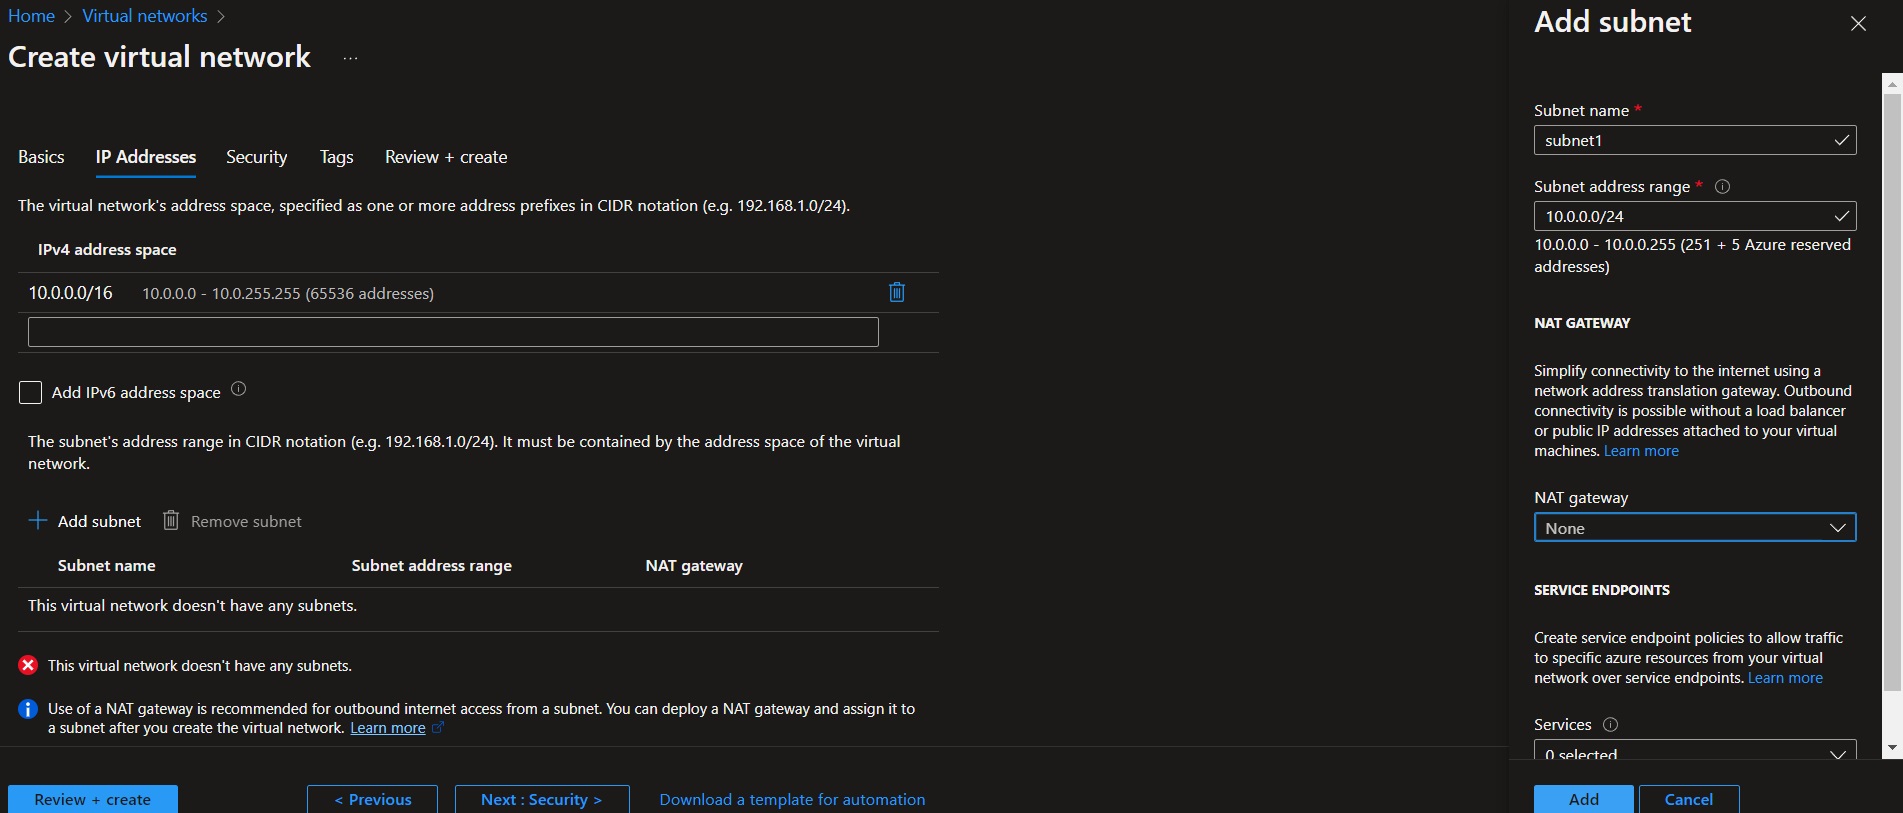 Home > Virtual networks >
Create virtual network ...
Basics IP Addresses Security Tags Review + create
The virtual network's address space, specified as one or more address prefixes in CIDR notation (e.g. 192.168.1.0/24).
IPv4 address space
10.0.0.0/16 10.0.0.0 - 10.0.255.255 (65536 addresses)
Add IPv6 address space
The subnet's address range in CIDR notation (e.g. 192.168.1.0/24). It must be contained by the address space of the virtual
network.
+ Add subnet Remove subnet
Subnet name Subnet address range NAT gateway
This virtual network doesn't have any subnets.
This virtual network doesn't have any subnets.
Use of a NAT gateway is recommended for outbound internet access from a subnet. You can deploy a NAT gateway and assign it to
a subnet after you create the virtual network. Learn more
Review + create < Previous Next : Security > Download a template for automation
Add subnet
Subnet name *
subnet1
Subnet address range *
10.0.0.0/24
10.0.0.0 - 10.0.0.255 (251 + 5 Azure reserved
addresses)
NAT GATEWAY
Simplify connectivity to the internet using a
network address translation gateway. Outbound
connectivity is possible without a load balancer
or public IP addresses attached to your virtual
machines. Learn more
NAT gateway
None
SERVICE ENDPOINTS
Create service endpoint policies to allow traffic
to specific azure resources from your virtual
network over service endpoints. Learn more
Services
0 selected
Add Cancel